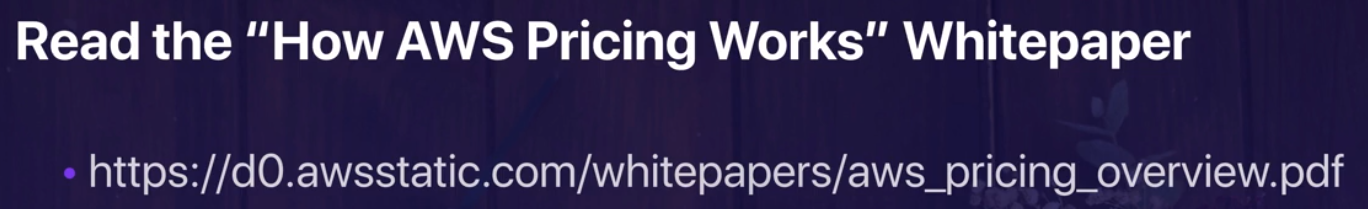 Read the “How AWS Pricing Works” Whitepaper
• https://d0.awsstatic.com/whitepapers/aws_pricing_overview.pdf